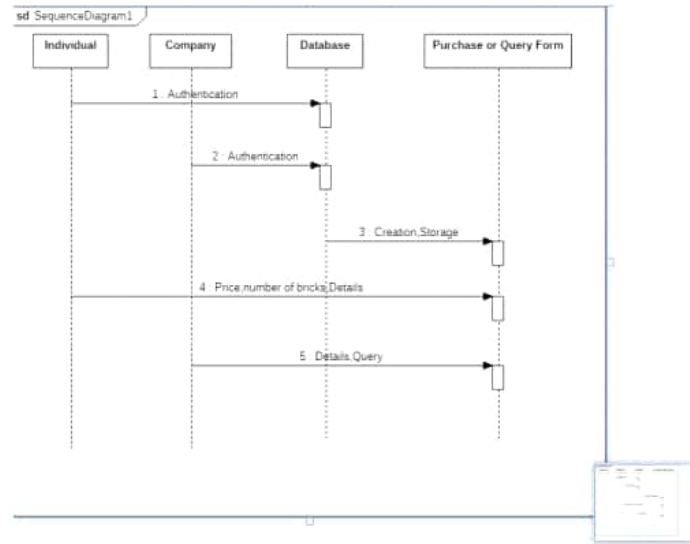 sd SequenceDiagram1
Individual
Company
Database
Purchase or Query Form
1 : Authentication
2 : Authentication
3 : Creation,Storage
4 : Price,number of bricks,Details
5 : Details,Query